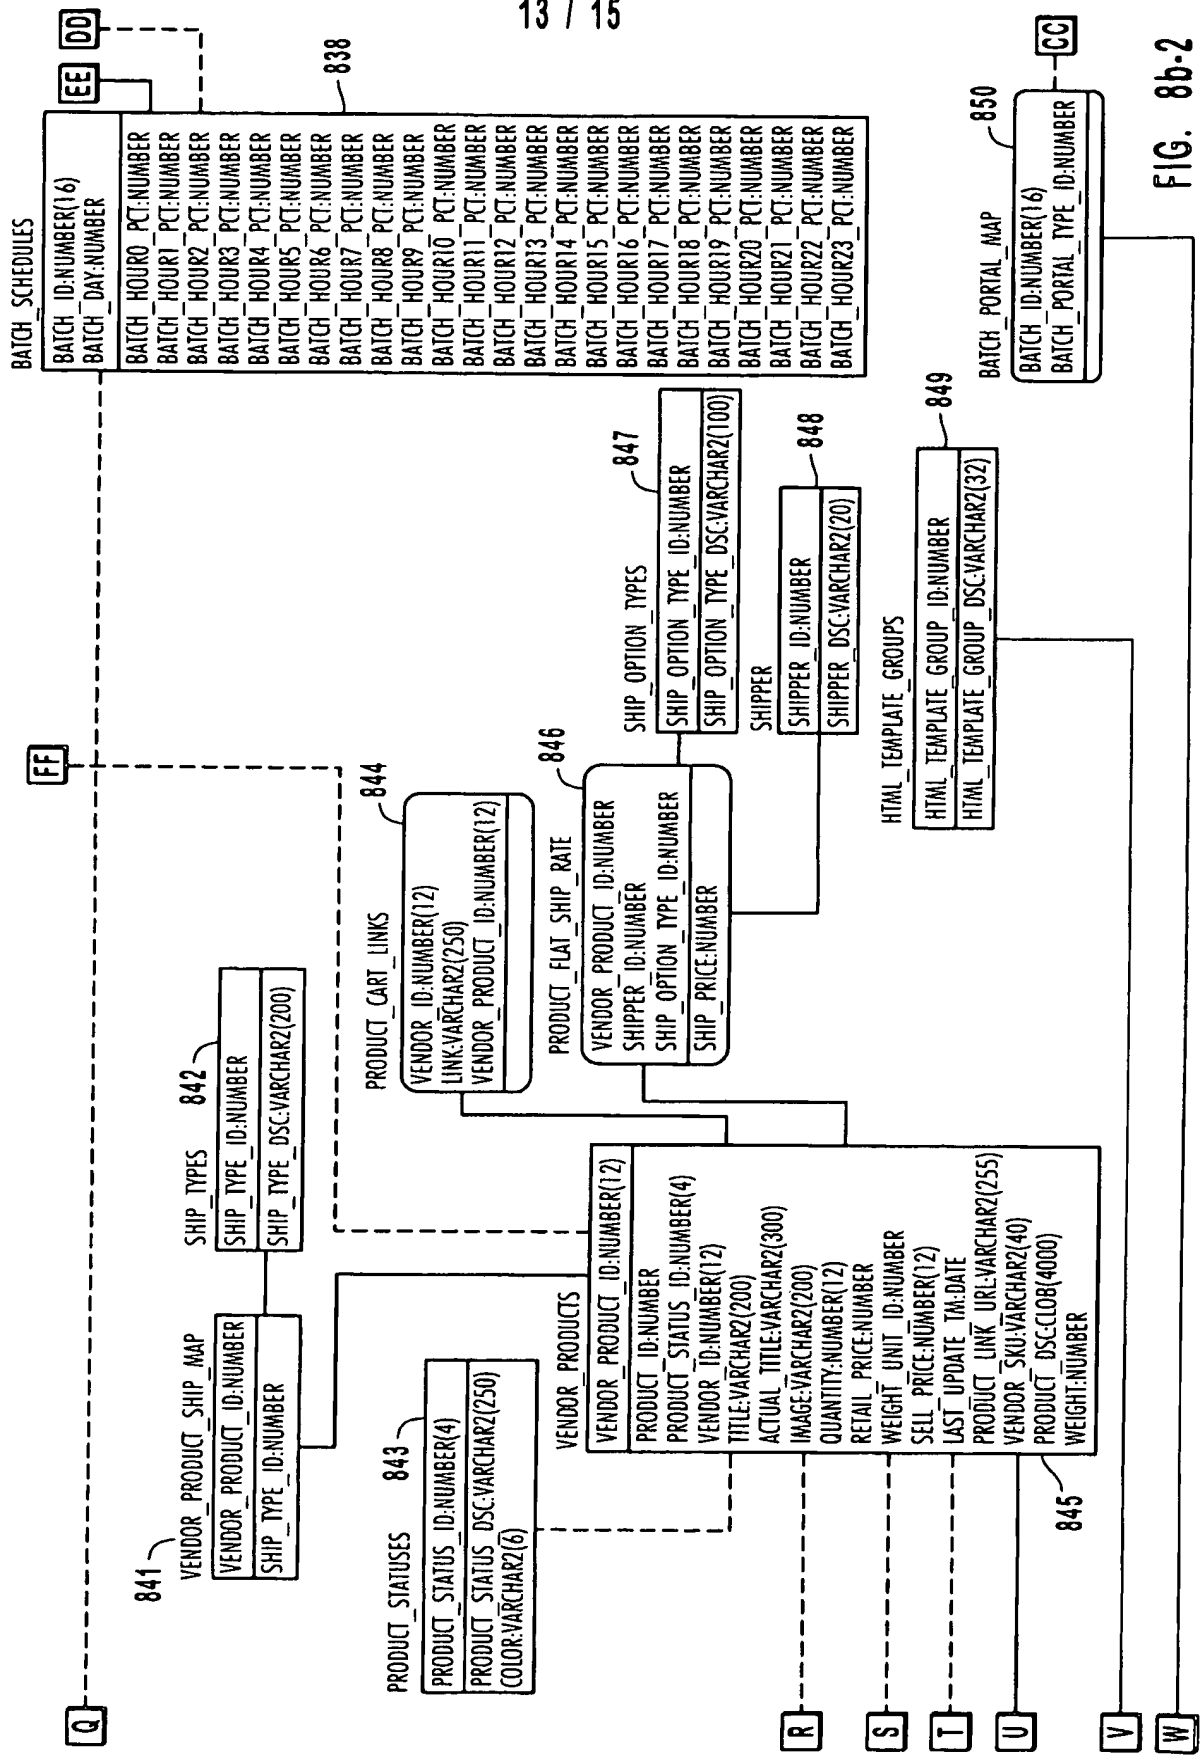 13 / 15
Q
FF
EE
DD
BATCH_SCHEDULES
BATCH_ID:NUMBER(16)
BATCH_DAY:NUMBER
BATCH_HOUR0_PCT:NUMBER
BATCH_HOUR1_PCT:NUMBER
BATCH_HOUR2_PCT:NUMBER
BATCH_HOUR3_PCT:NUMBER
BATCH_HOUR4_PCT:NUMBER
BATCH_HOUR5_PCT:NUMBER
BATCH_HOUR6_PCT:NUMBER
BATCH_HOUR7_PCT:NUMBER
BATCH_HOUR8_PCT:NUMBER
BATCH_HOUR9_PCT:NUMBER
BATCH_HOUR10_PCT:NUMBER
BATCH_HOUR11_PCT:NUMBER
BATCH_HOUR12_PCT:NUMBER
BATCH_HOUR13_PCT:NUMBER
BATCH_HOUR14_PCT:NUMBER
BATCH_HOUR15_PCT:NUMBER
BATCH_HOUR16_PCT:NUMBER
BATCH_HOUR17_PCT:NUMBER
BATCH_HOUR18_PCT:NUMBER
BATCH_HOUR19_PCT:NUMBER
BATCH_HOUR20_PCT:NUMBER
BATCH_HOUR21_PCT:NUMBER
BATCH_HOUR22_PCT:NUMBER
BATCH_HOUR23_PCT:NUMBER
838
841
VENDOR_PRODUCT_SHIP_MAP
VENDOR_PRODUCT_ID:NUMBER
SHIP_TYPE_ID:NUMBER
SHIP_TYPES
842
SHIP_TYPE_ID:NUMBER
SHIP_TYPE_DSC:VARCHAR2(200)
PRODUCT_STATUSES
843
PRODUCT_STATUS_ID:NUMBER(4)
PRODUCT_STATUS_DSC:VARCHAR2(250)
COLOR:VARCHAR2(6)
PRODUCT_CART_LINKS
844
VENDOR_ID:NUMBER(12)
LINK:VARCHAR2(250)
VENDOR_PRODUCT_ID:NUMBER(12)
VENDOR_PRODUCTS
VENDOR_PRODUCT_ID:NUMBER(12)
PRODUCT_ID:NUMBER
PRODUCT_STATUS_ID:NUMBER(4)
VENDOR_ID:NUMBER(12)
TITLE:VARCHAR2(200)
ACTUAL_TITLE:VARCHAR2(300)
IMAGE:VARCHAR2(200)
QUANTITY:NUMBER(12)
RETAIL_PRICE:NUMBER
WEIGHT_UNIT_ID:NUMBER
SELL_PRICE:NUMBER(12)
LAST_UPDATE_TM:DATE
PRODUCT_LINK_URL:VARCHAR2(255)
VENDOR_SKU:VARCHAR2(40)
PRODUCT_DSC:CLOB(4000)
WEIGHT:NUMBER
845
PRODUCT_FLAT_SHIP_RATE
846
VENDOR_PRODUCT_ID:NUMBER
SHIPPER_ID:NUMBER
SHIP_OPTION_TYPE_ID:NUMBER
SHIP_PRICE:NUMBER
SHIP_OPTION_TYPES
847
SHIP_OPTION_TYPE_ID:NUMBER
SHIP_OPTION_TYPE_DSC:VARCHAR2(100)
SHIPPER
848
SHIPPER_ID:NUMBER
SHIPPER_DSC:VARCHAR2(20)
HTML_TEMPLATE_GROUPS
849
HTML_TEMPLATE_GROUP_ID:NUMBER
HTML_TEMPLATE_GROUP_DSC:VARCHAR2(32)
BATCH_PORTAL_MAP
850
BATCH_ID:NUMBER(16)
BATCH_PORTAL_TYPE_ID:NUMBER
CC
R
S
T
U
V
W
FIG. 8b-2